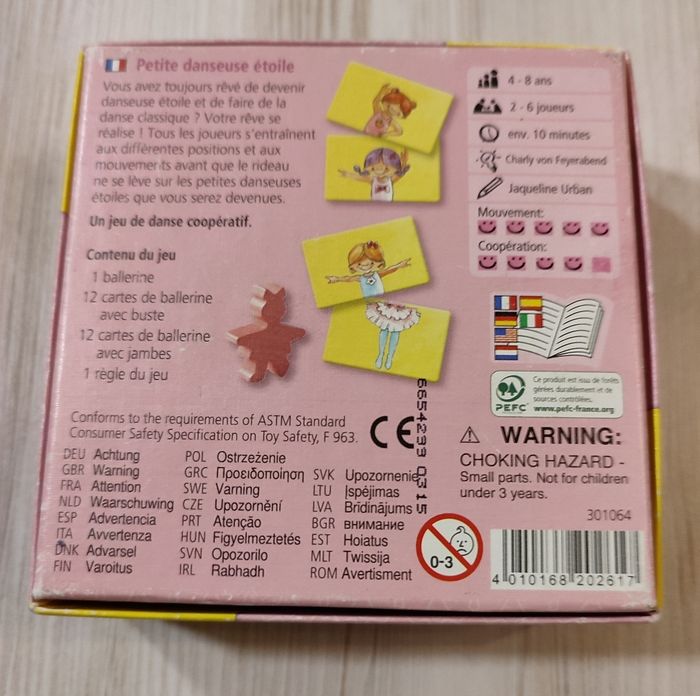 Petite danseuse étoile
Vous avez toujours rêvé de devenir
danseuse étoile et de faire de la
danse classique ? Votre rêve se
réalise ! Tous les joueurs s'entraînent
aux différentes positions et aux
mouvements avant que le rideau
ne se lève sur les petites danseuses
étoiles que vous serez devenues.
Un jeu de danse coopératif.
Contenu du jeu
1 ballerine
12 cartes de ballerine
avec buste
12 cartes de ballerine
avec jambes
1 règle du jeu
4 - 8 ans
2 - 6 joueurs
env. 10 minutes
Charly von Feyerabend
Jaqueline Urban
Mouvement:
Coopération:
PEFC
Ce produit est issu de forêts
gérées durablement et de
sources contrôlées.
www.pefc-france.org
Conforms to the requirements of ASTM Standard
Consumer Safety Specification on Toy Safety, F 963.
CE
6654233 03 15
DEU Achtung
GBR Warning
FRA Attention
NLD Waarschuwing
ESP Advertencia
ITA Avvertenza
DNK Advarsel
FIN Varoitus
POL Ostrzeżenie
GRC Προειδοποίηση
SWE Varning
CZE Upozornění
PRT Atenção
HUN Figyelmeztetés
SVN Opozorilo
IRL Rabhadh
SVK Upozornenie
LTU Įspėjimas
LVA Brīdinājums
BGR внимание
EST Hoiatus
MLT Twissija
ROM Avertisment
0-3
WARNING:
CHOKING HAZARD -
Small parts. Not for children
under 3 years.
301064
4 010168 202617